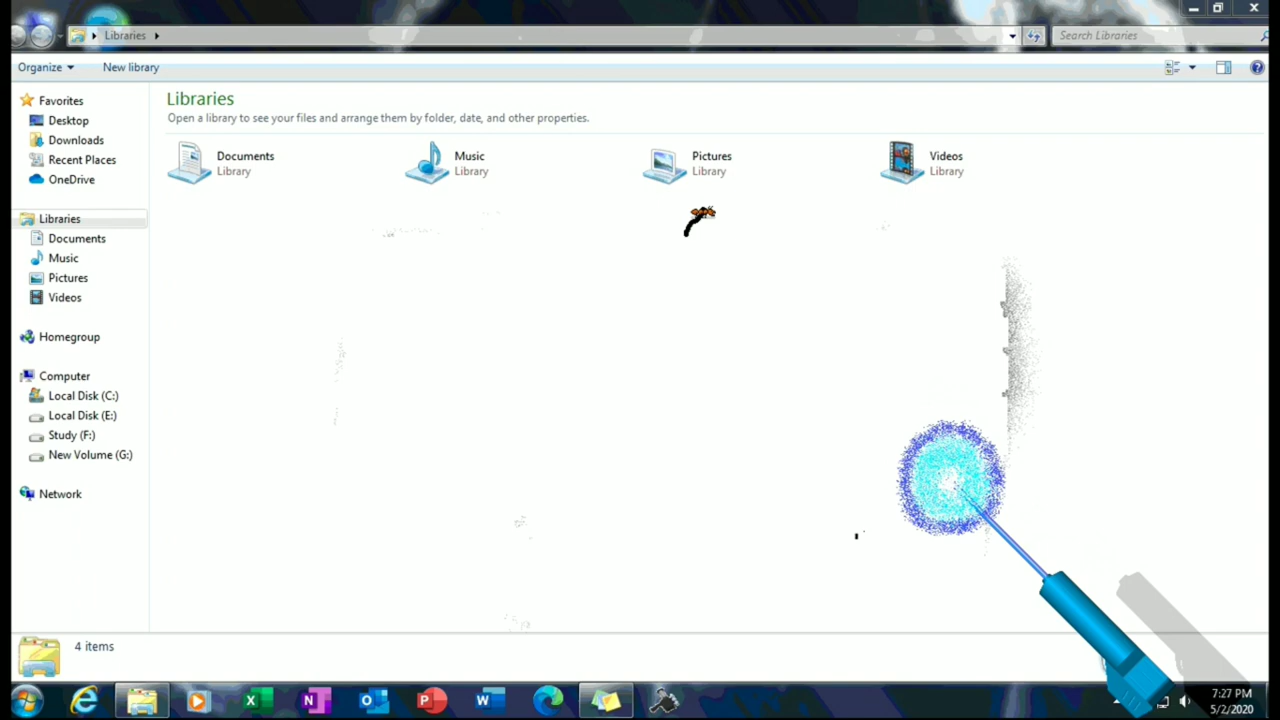 Libraries
Search Libraries
Organize
New library
Favorites
Desktop
Downloads
Recent Places
OneDrive
Libraries
Documents
Music
Pictures
Videos
Homegroup
Computer
Local Disk (C:)
Local Disk (E:)
Study (F:)
New Volume (G:)
Network
Libraries
Open a library to see your files and arrange them by folder, date, and other properties.
Documents
Library
Music
Library
Pictures
Library
Videos
Library
4 items
7:27 PM
5/2/2020